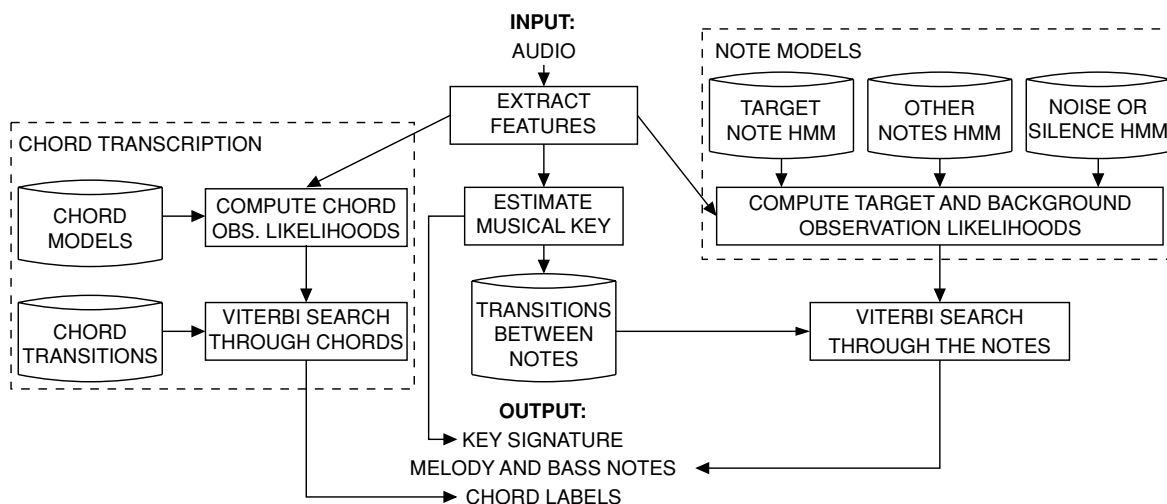 INPUT:
AUDIO
EXTRACT
FEATURES
CHORD TRANSCRIPTION
CHORD
MODELS
COMPUTE CHORD
OBS. LIKELIHOODS
CHORD
TRANSITIONS
VITERBI SEARCH
THROUGH CHORDS
ESTIMATE
MUSICAL KEY
TRANSITIONS
BETWEEN
NOTES
NOTE MODELS
TARGET
NOTE HMM
OTHER
NOTES HMM
NOISE OR
SILENCE HMM
COMPUTE TARGET AND BACKGROUND
OBSERVATION LIKELIHOODS
VITERBI SEARCH
THROUGH THE NOTES
OUTPUT:
KEY SIGNATURE
MELODY AND BASS NOTES
CHORD LABELS